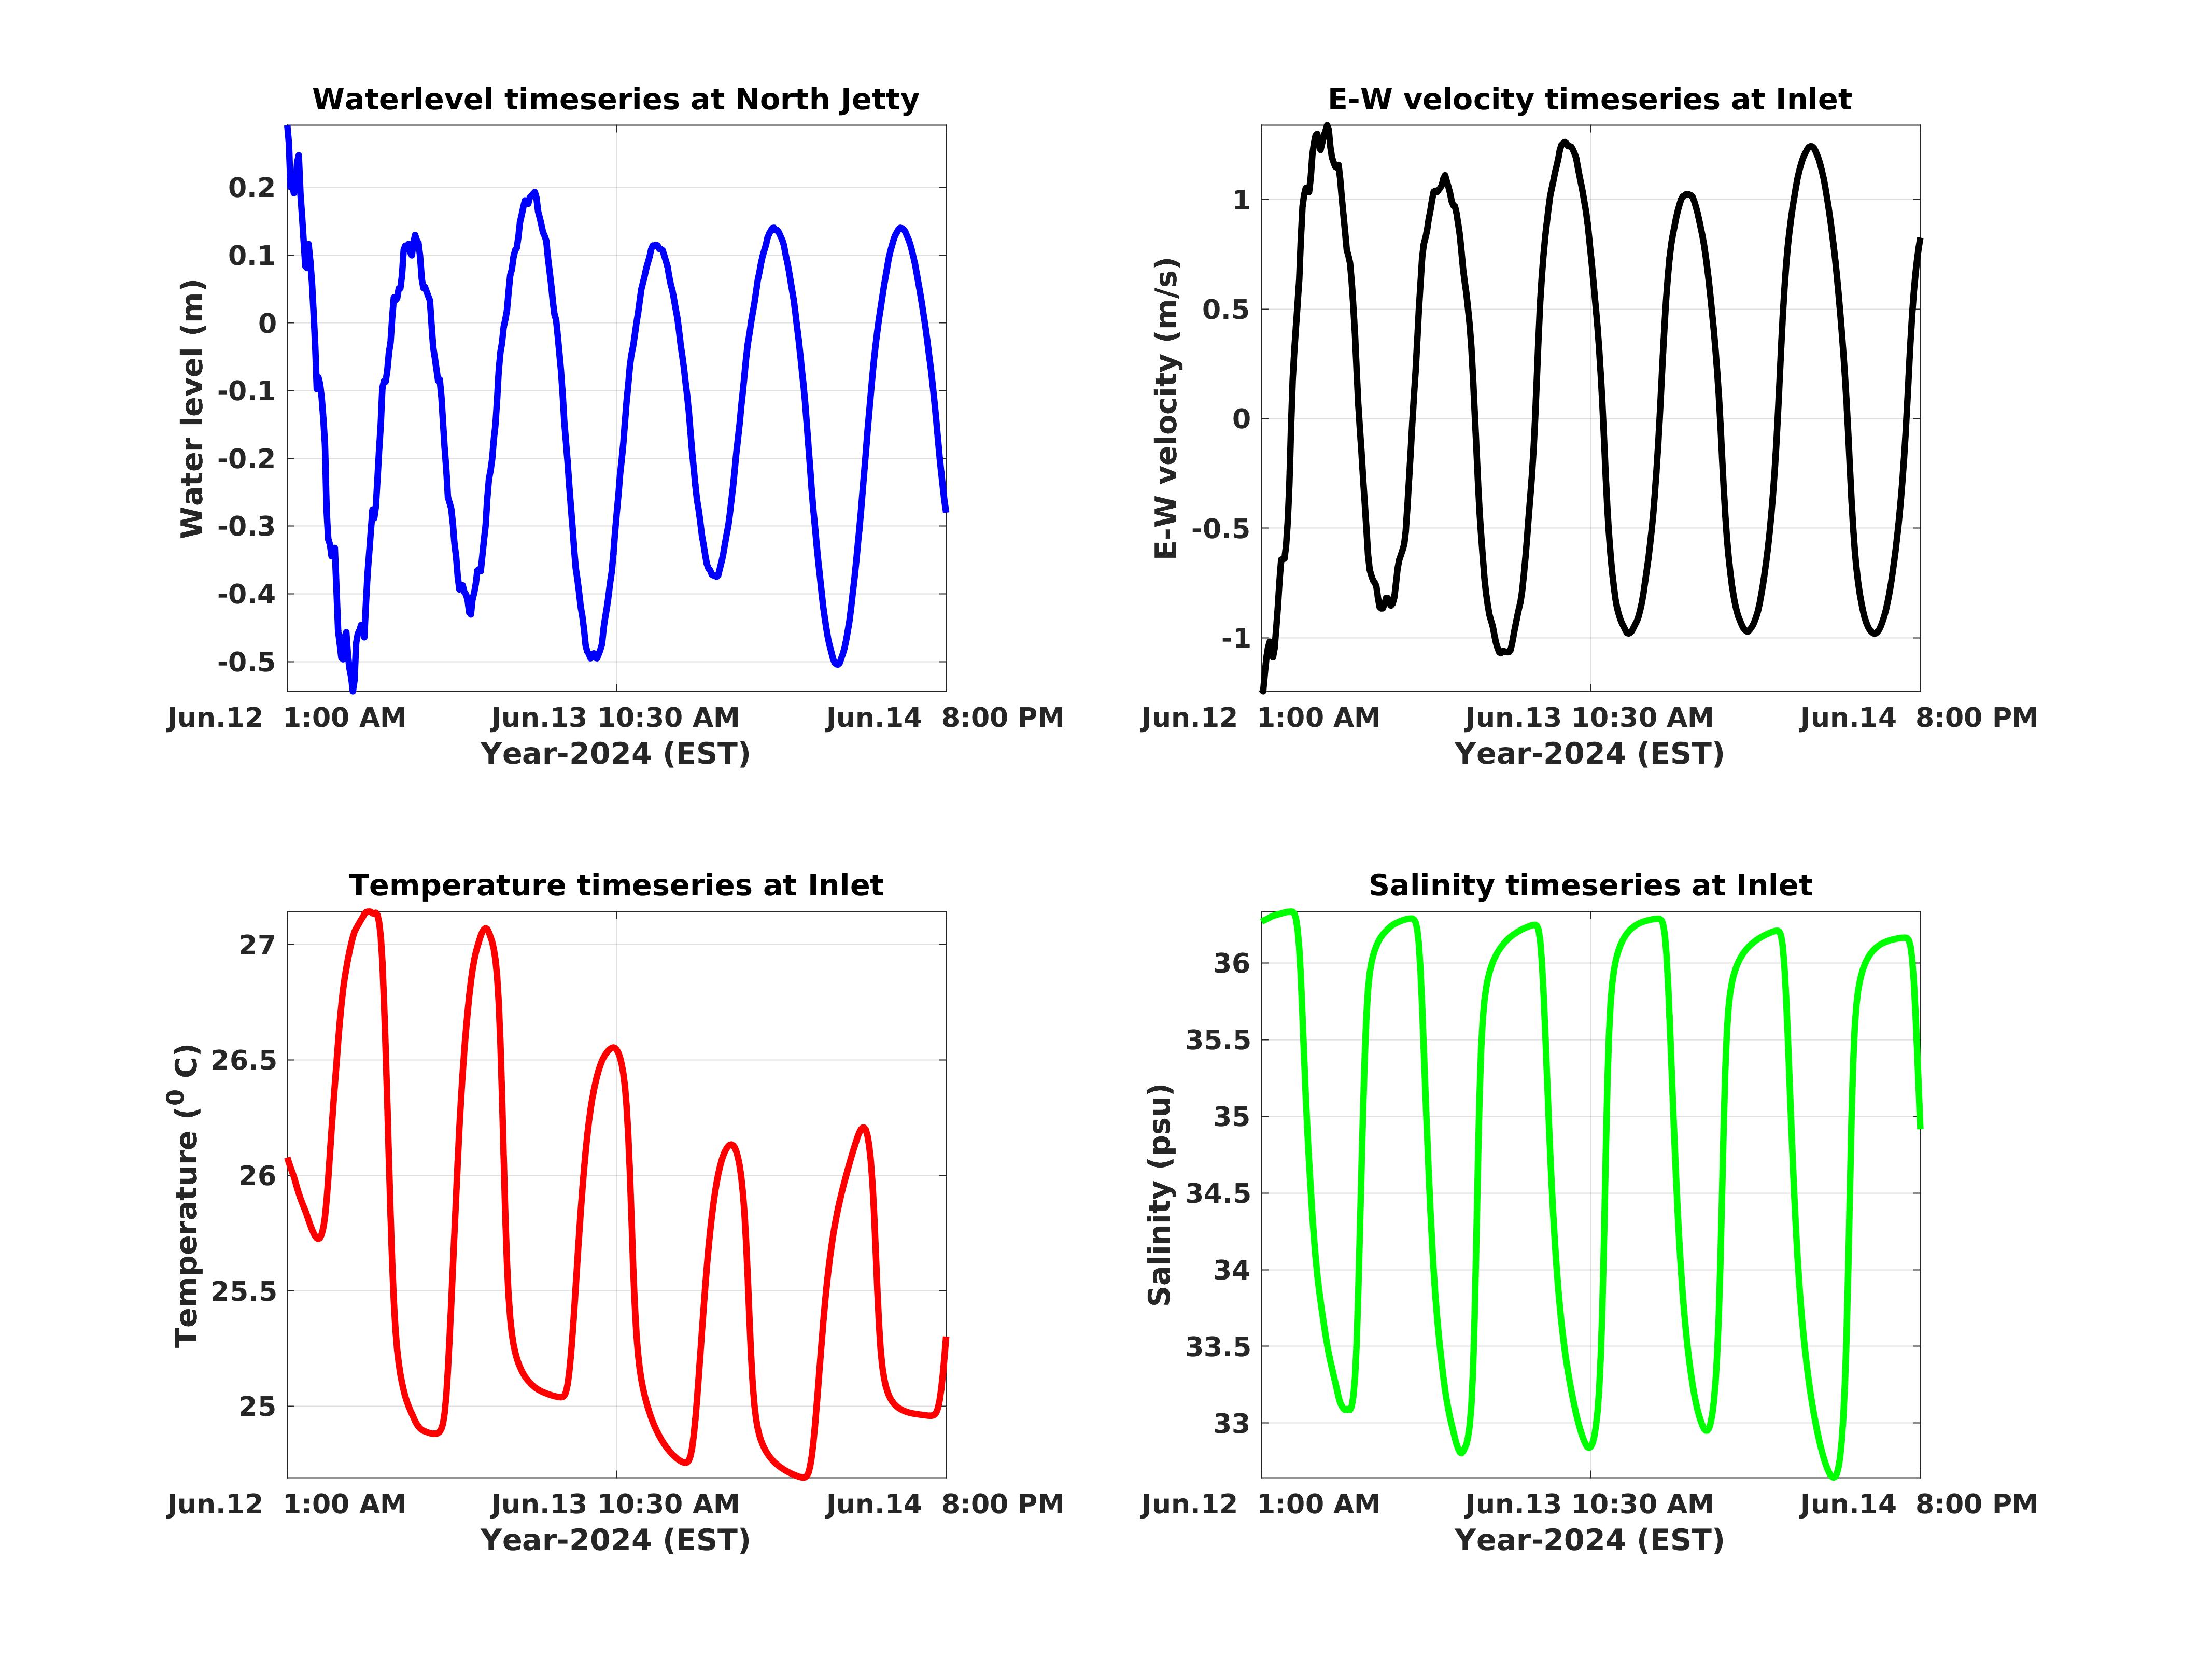 Waterlevel timeseries at North Jetty
Water level (m)
0.2
0.1
0
-0.1
-0.2
-0.3
-0.4
-0.5
Jun.12 1:00 AM Jun.13 10:30 AM Jun.14 8:00 PM
Year-2024 (EST)
E-W velocity timeseries at Inlet
E-W velocity (m/s)
1
0.5
0
-0.5
-1
Jun.12 1:00 AM Jun.13 10:30 AM Jun.14 8:00 PM
Year-2024 (EST)
Temperature timeseries at Inlet
Temperature (⁰ C)
27
26.5
26
25.5
25
Jun.12 1:00 AM Jun.13 10:30 AM Jun.14 8:00 PM
Year-2024 (EST)
Salinity timeseries at Inlet
Salinity (psu)
36
35.5
35
34.5
34
33.5
33
Jun.12 1:00 AM Jun.13 10:30 AM Jun.14 8:00 PM
Year-2024 (EST)